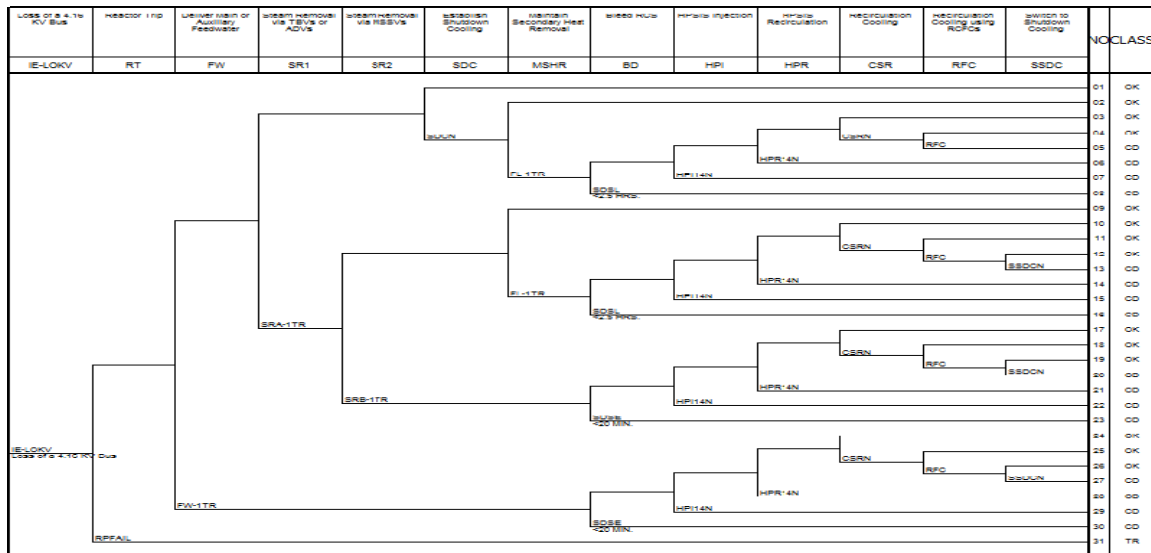 Loss of a 4.16 KV Bus
Reactor Trip
Deliver Main or Auxiliary Feedwater
Steam Removal via TBVs or ADVs
Steam Removal via RSSVs
Establish Shutdown Cooling
Maintain Secondary Heat Removal
Bleed RCS
HPSIS Injection
HPSIS Recirculation
Recirculation Cooling
Recirculation Cooling using RCFCs
Switch to Shutdown Cooling
NO CLASS
IE-LOKV RT FW SR1 SR2 SDC MSHR BD HPI HPR CSR RFC SSDC
01 OK
02 OK
SDCN
03 OK
CSRN
04 OK
RFC
05 CD
HPR14N
06 CD
FL-1TR
HPI14N
07 CD
SDSL
08 CD
<2.5 HRS.
09 OK
10 OK
11 OK
CSRN
12 OK
RFC
SSDCN
13 CD
HPR14N
14 CD
FL-1TR
HPI14N
15 CD
SDSL
16 CD
<2.5 HRS.
SRA-1TR
17 OK
18 OK
CSRN
19 OK
RFC
SSDCN
20 CD
HPR14N
21 CD
SRB-1TR
HPI14N
22 CD
SDSE
23 CD
<20 MIN.
24 OK
IE-LOKV
Loss of a 4.16 KV Bus
25 OK
CSRN
26 OK
RFC
SSDCN
27 CD
HPR14N
28 CD
FW-1TR
HPI14N
29 CD
SDSE
30 CD
<20 MIN.
RPFAIL
31 TR